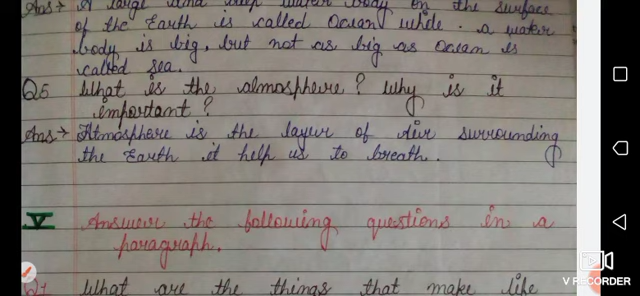 Ans:→ A large and deep water body on the surface
of the Earth is called Ocean while a water
body is big, but not as big as Ocean is
called sea.
Q5 What is the atmosphere? Why is it
important?
Ans:→ Atmosphere is the layer of air surrounding
the Earth it help us to breath.
V Answer the following questions in a
paragraph.
Q1 What are the things that make life
V RECORDER